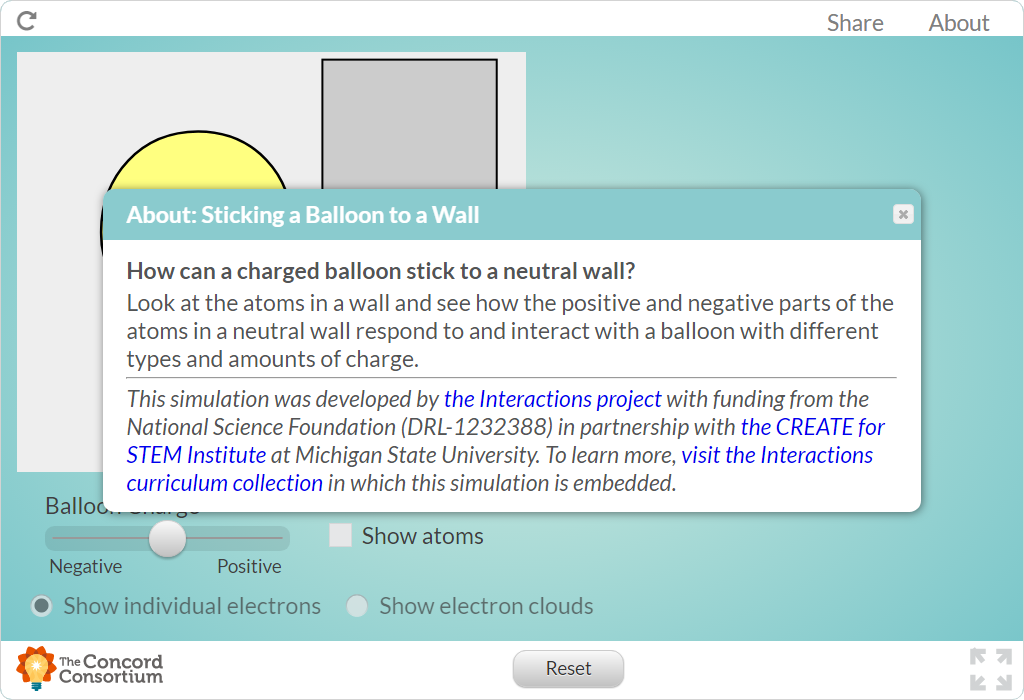 Share About
About: Sticking a Balloon to a Wall
How can a charged balloon stick to a neutral wall?
Look at the atoms in a wall and see how the positive and negative parts of the
atoms in a neutral wall respond to and interact with a balloon with different
types and amounts of charge.
This simulation was developed by the Interactions project with funding from the
National Science Foundation (DRL-1232388) in partnership with the CREATE for
STEM Institute at Michigan State University. To learn more, visit the Interactions
curriculum collection in which this simulation is embedded.
Balloon Charge
Show atoms
Negative Positive
Show individual electrons Show electron clouds
The Concord
Consortium
Reset